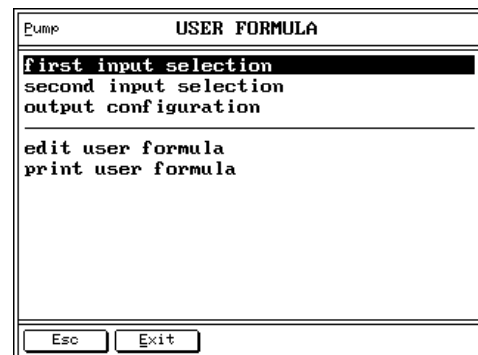 Pump USER FORMULA
first input selection
second input selection
output configuration
edit user formula
print user formula
Esc Exit